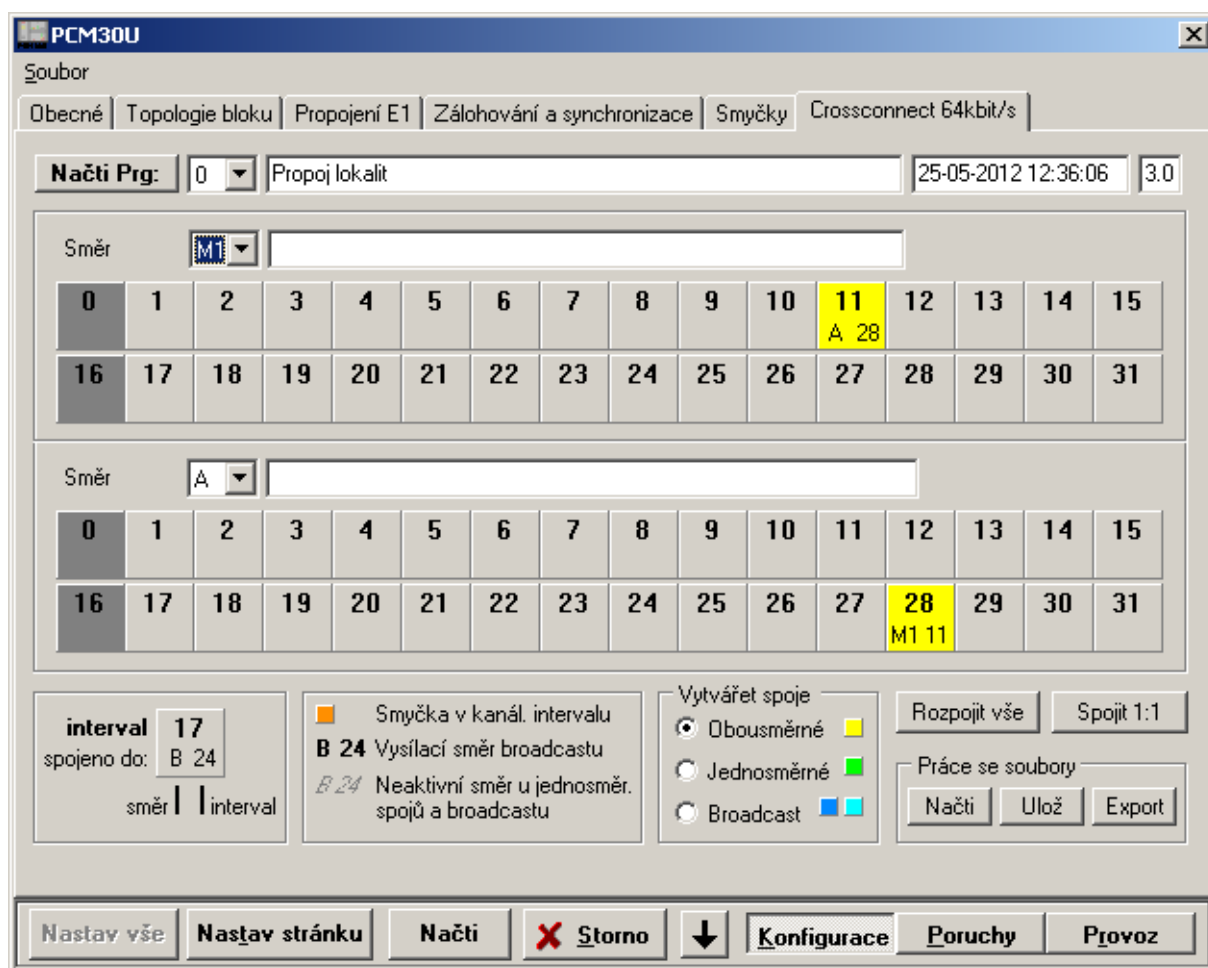 PCM30U
Soubor
Obecné Topologie bloku Propojení E1 Zálohování a synchronizace Smyčky Crossconnect 64kbit/s
Načti Prg: 0 Propoj lokalit 25-05-2012 12:36:06 3.0
Směr M1
0 1 2 3 4 5 6 7 8 9 10 11 12 13 14 15
A 28
16 17 18 19 20 21 22 23 24 25 26 27 28 29 30 31
Směr A
0 1 2 3 4 5 6 7 8 9 10 11 12 13 14 15
16 17 18 19 20 21 22 23 24 25 26 27 28 29 30 31
M1 11
interval 17
spojeno do: B 24
směr interval
Smyčka v kanál. intervalu
B 24 Vysílací směr broadcastu
B 24 Neaktivní směr u jednosměr.
spojů a broadcastu
Vytvářet spoje
Obousměrné
Jednosměrné
Broadcast
Rozpojit vše Spojit 1:1
Práce se soubory
Načti Ulož Export
Nastav vše Nastav stránku Načti Storno Konfigurace Poruchy Provoz